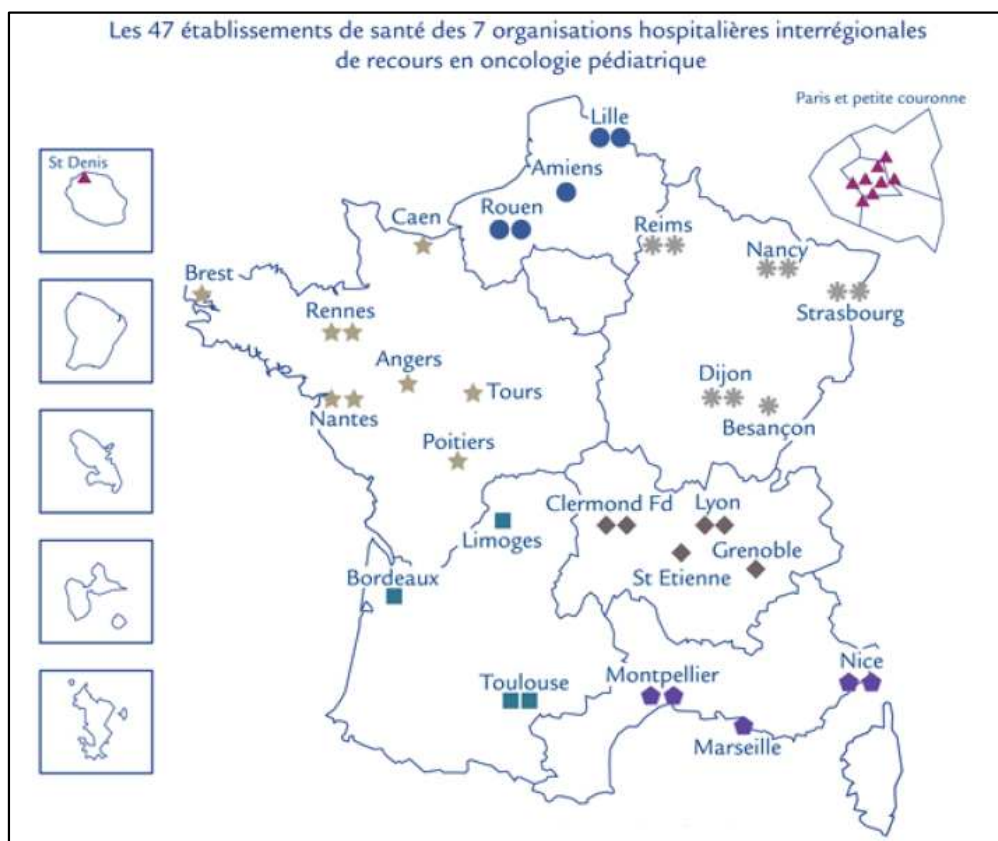 Les 47 établissements de santé des 7 organisations hospitalières interrégionales
de recours en oncologie pédiatrique
Paris et petite couronne
Lille
St Denis
Amiens
Rouen
Caen
Reims
Nancy
Brest
Strasbourg
Rennes
Angers
Dijon
Tours
Nantes
Besançon
Poitiers
Clermond Fd
Lyon
Limoges
Grenoble
St Etienne
Bordeaux
Nice
Montpellier
Toulouse
Marseille